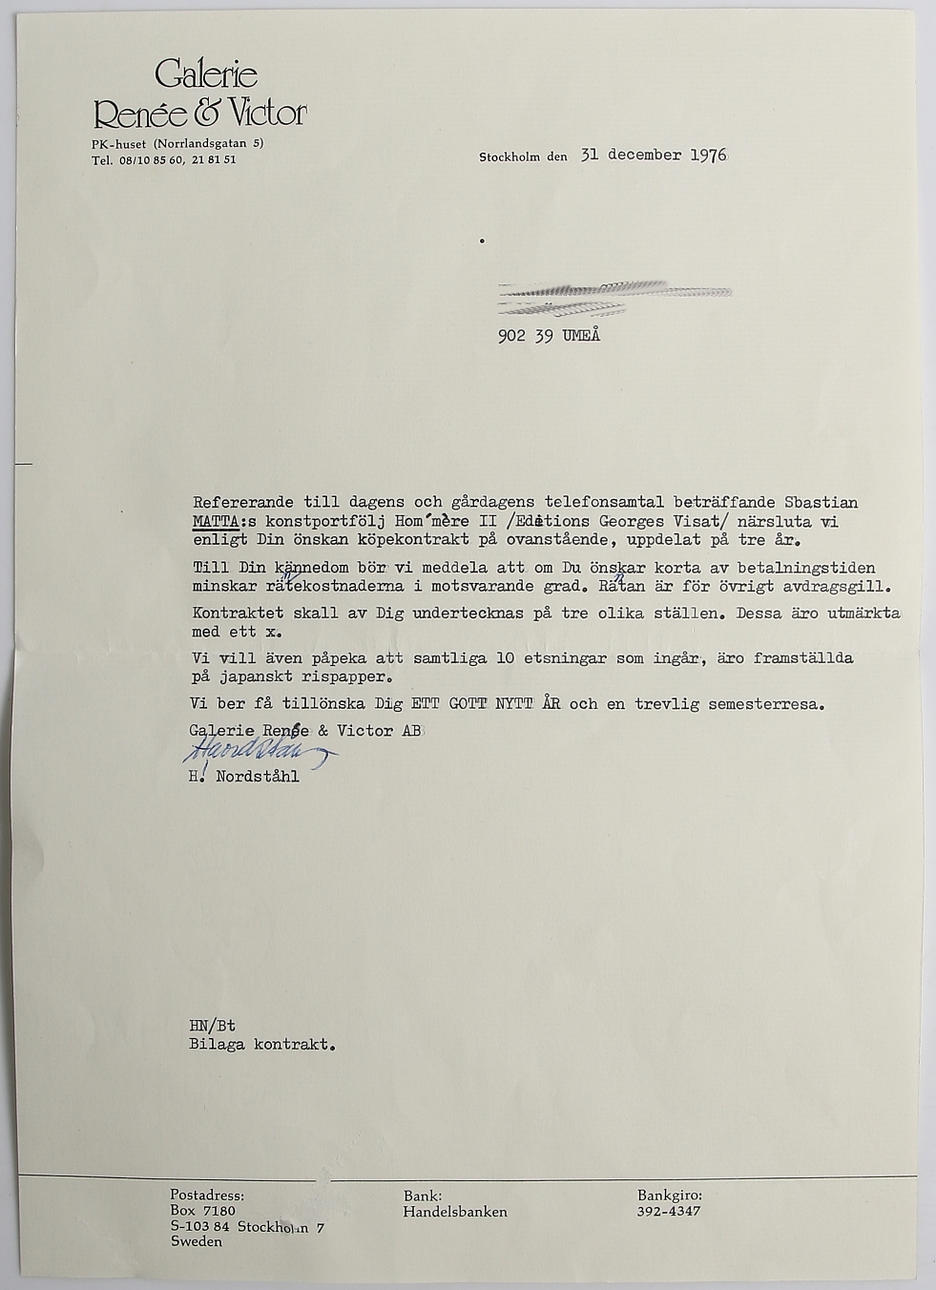 Galerie
Renée & Victor
PK-huset (Norrlandsgatan 5)
Tel. 08/10 85 60, 21 81 51
Stockholm den 31 december 1976
902 39 UMEÅ
Refererande till dagens och gårdagens telefonsamtal beträffande Sbastian
MATTA:s konstportfölj Hom´mère II /Editions Georges Visat/ närsluta vi
enligt Din önskan köpekontrakt på ovanstående, uppdelat på tre år.
Till Din kännedom bör vi meddela att om Du önskar korta av betalningstiden
minskar räntekostnaderna i motsvarande grad. Räntan är för övrigt avdragsgill.
Kontraktet skall av Dig undertecknas på tre olika ställen. Dessa äro utmärkta
med ett x.
Vi vill även påpeka att samtliga 10 etsningar som ingår, äro framställda
på japanskt rispapper.
Vi ber få tillönska Dig ETT GOTT NYTT ÅR och en trevlig semesterresa.
Galerie Renée & Victor AB
H. Nordståhl
HN/Bt
Bilaga kontrakt.
Postadress:
Box 7180
S-103 84 Stockholm 7
Sweden
Bank:
Handelsbanken
Bankgiro:
392-4347